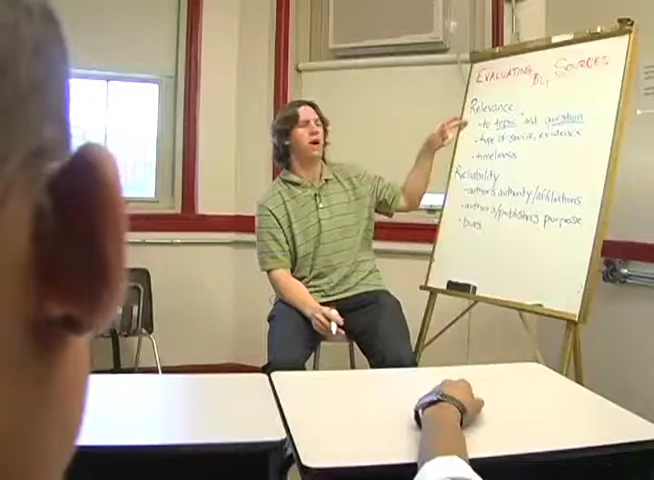 EVALUATING SOURCES
Relevance:
-to topic and question
-type of source, evidence
-timeliness
Reliability
-author's authority/affiliations
-author's/publishing purpose
-bias